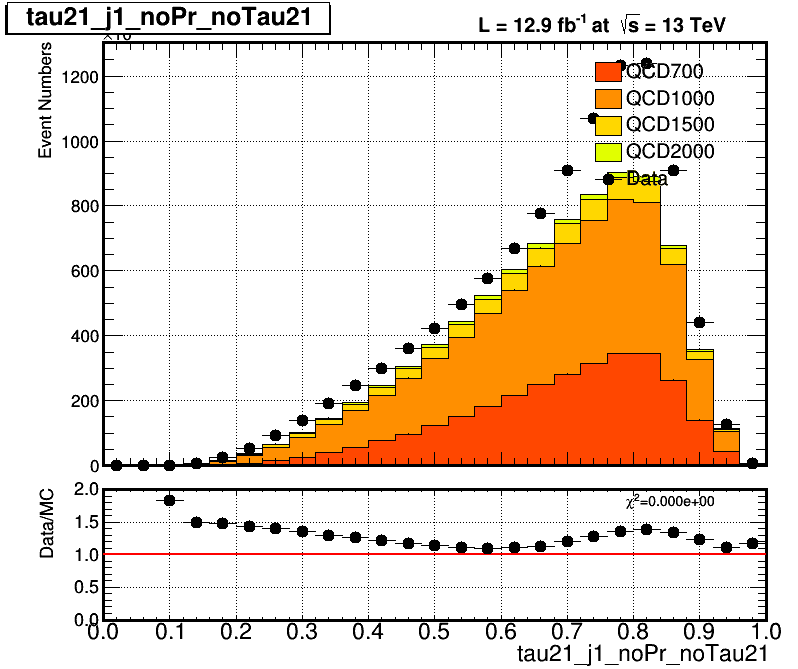 tau21_j1_noPr_noTau21
L = 12.9 fb⁻¹ at √s = 13 TeV
Event Numbers
1200
1000
800
600
400
200
0
QCD700
QCD1000
QCD1500
QCD2000
Data
Data/MC
2.0
1.5
1.0
0.5
0.0
χ²=0.000e+00
0.0 0.1 0.2 0.3 0.4 0.5 0.6 0.7 0.8 0.9 1.0
tau21_j1_noPr_noTau21